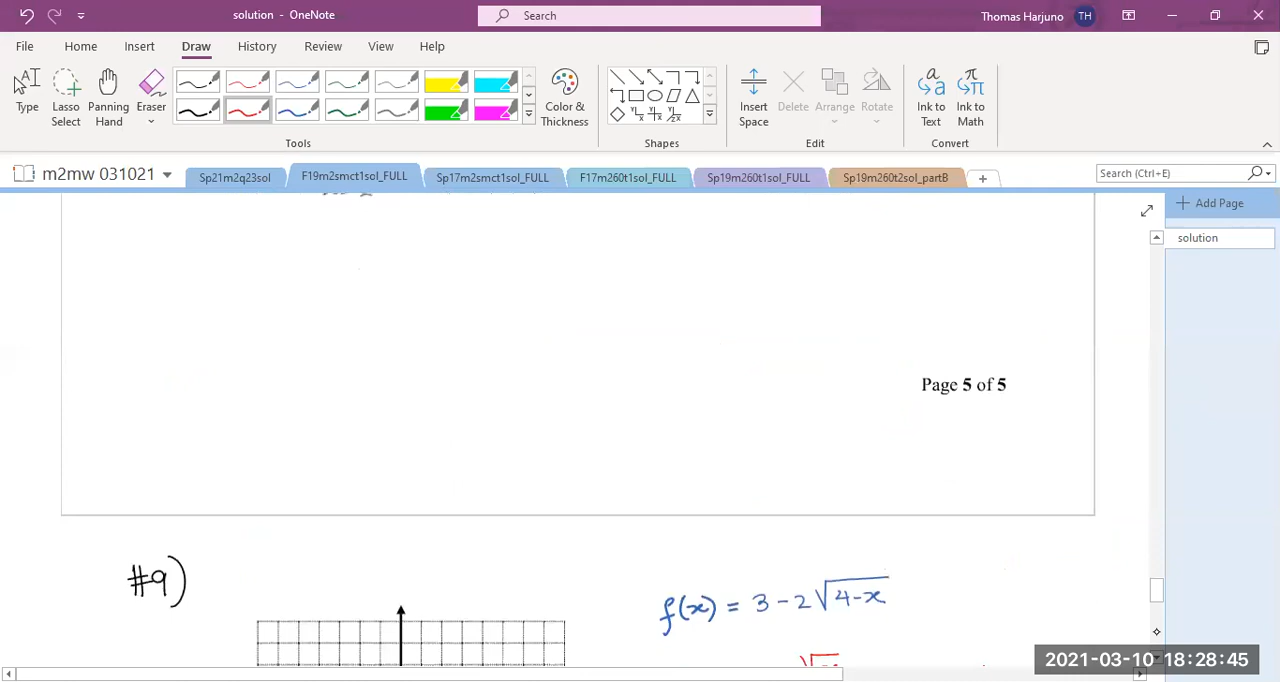 solution - OneNote
Search
Thomas Harjuno TH
File Home Insert Draw History Review View Help
Type
Lasso Select
Panning Hand
Eraser
Color & Thickness
Insert Space
Delete
Arrange
Rotate
Ink to Text
Ink to Math
Tools
Shapes
Edit
Convert
m2mw 031021
Sp21m2q23sol
F19m2smct1sol_FULL
Sp17m2smct1sol_FULL
F17m260t1sol_FULL
Sp19m260t1sol_FULL
Sp19m260t2sol_partB
Search (Ctrl+E)
Add Page
solution
Page 5 of 5
#9)
f(x) = 3 - 2√(4-x)
2021-03-10 18:28:45